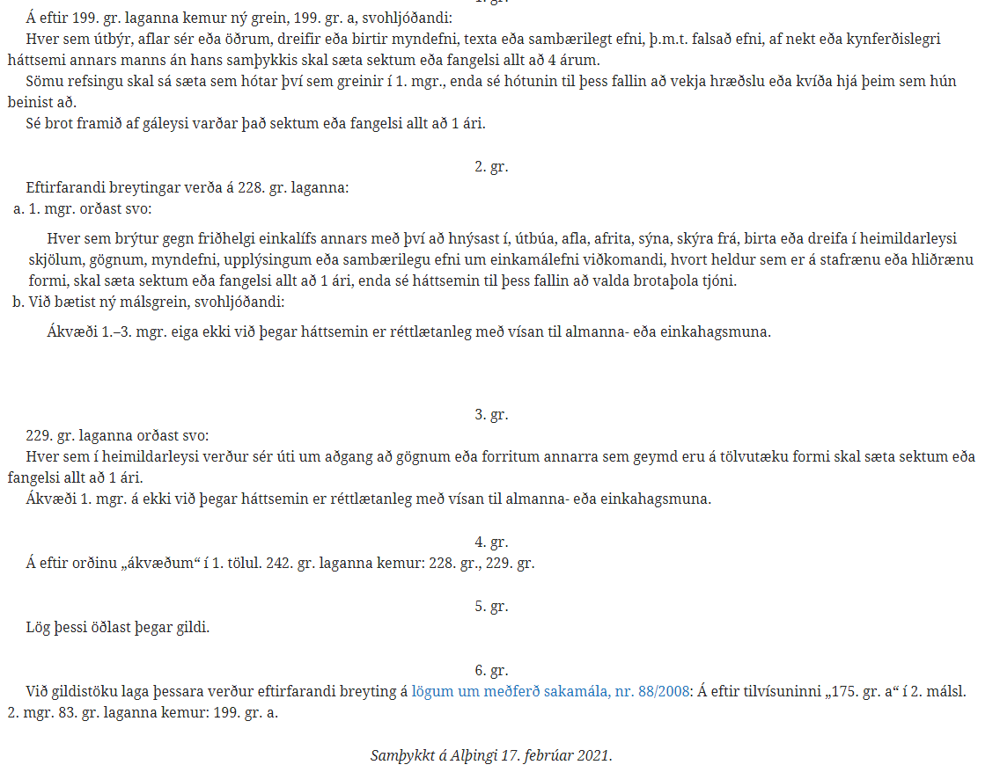 1. gr.
Á eftir 199. gr. laganna kemur ný grein, 199. gr. a, svohljóðandi:
Hver sem útbýr, aflar sér eða öðrum, dreifir eða birtir myndefni, texta eða sambærilegt efni, þ.m.t. falsað efni, af nekt eða kynferðislegri
háttsemi annars manns án hans samþykkis skal sæta sektum eða fangelsi allt að 4 árum.
Sömu refsingu skal sá sæta sem hótar því sem greinir í 1. mgr., enda sé hótunin til þess fallin að vekja hræðslu eða kvíða hjá þeim sem hún
beinist að.
Sé brot framið af gáleysi varðar það sektum eða fangelsi allt að 1 ári.
2. gr.
Eftirfarandi breytingar verða á 228. gr. laganna:
a. 1. mgr. orðast svo:
Hver sem brýtur gegn friðhelgi einkalífs annars með því að hnýsast í, útbúa, afla, afrita, sýna, skýra frá, birta eða dreifa í heimildarleysi
skjölum, gögnum, myndefni, upplýsingum eða sambærilegu efni um einkamálefni viðkomandi, hvort heldur sem er á stafrænu eða hliðrænu
formi, skal sæta sektum eða fangelsi allt að 1 ári, enda sé háttsemin til þess fallin að valda brotaþola tjóni.
b. Við bætist ný málsgrein, svohljóðandi:
Ákvæði 1.–3. mgr. eiga ekki við þegar háttsemin er réttlætanleg með vísan til almanna- eða einkahagsmuna.
3. gr.
229. gr. laganna orðast svo:
Hver sem í heimildarleysi verður sér úti um aðgang að gögnum eða forritum annarra sem geymd eru á tölvutæku formi skal sæta sektum eða
fangelsi allt að 1 ári.
Ákvæði 1. mgr. á ekki við þegar háttsemin er réttlætanleg með vísan til almanna- eða einkahagsmuna.
4. gr.
Á eftir orðinu „ákvæðum“ í 1. tölul. 242. gr. laganna kemur: 228. gr., 229. gr.
5. gr.
Lög þessi öðlast þegar gildi.
6. gr.
Við gildistöku laga þessara verður eftirfarandi breyting á lögum um meðferð sakamála, nr. 88/2008: Á eftir tilvísuninni „175. gr. a“ í 2. málsl.
2. mgr. 83. gr. laganna kemur: 199. gr. a.
Samþykkt á Alþingi 17. febrúar 2021.